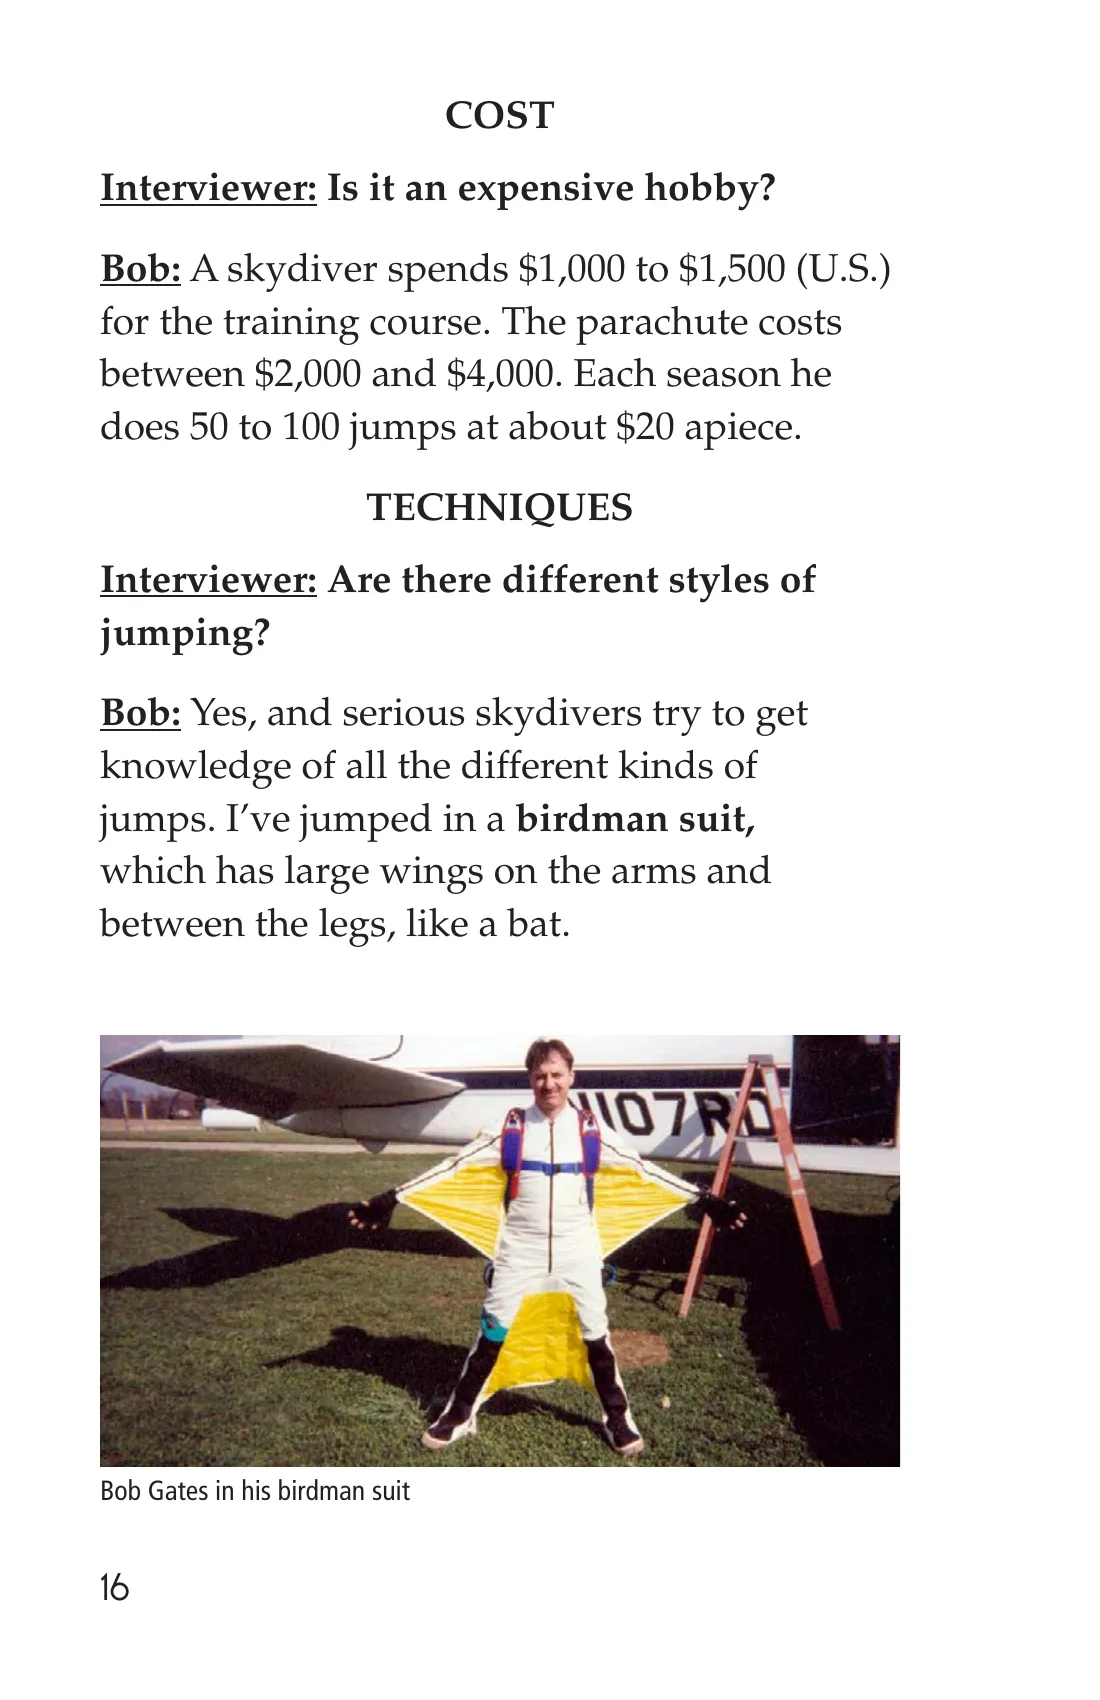 COST
Interviewer: Is it an expensive hobby?
Bob: A skydiver spends $1,000 to $1,500 (U.S.)
for the training course. The parachute costs
between $2,000 and $4,000. Each season he
does 50 to 100 jumps at about $20 apiece.
TECHNIQUES
Interviewer: Are there different styles of
jumping?
Bob: Yes, and serious skydivers try to get
knowledge of all the different kinds of
jumps. I’ve jumped in a birdman suit,
which has large wings on the arms and
between the legs, like a bat.
N107RD
Bob Gates in his birdman suit
16